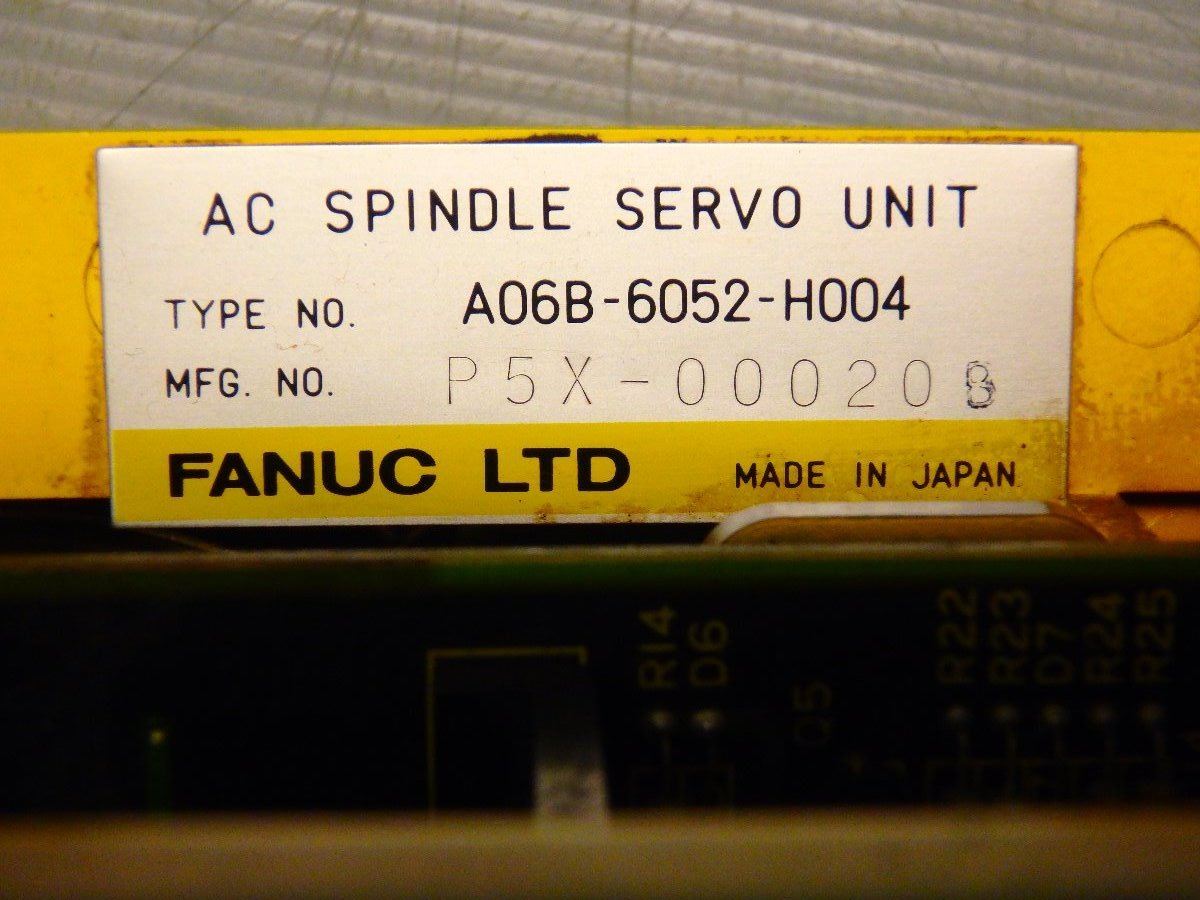 AC SPINDLE SERVO UNIT
TYPE NO. A06B-6052-H004
MFG. NO. P5X-00020
FANUC LTD MADE IN JAPAN
R14
D6
Q5
R22
R23
D7
R24
R25